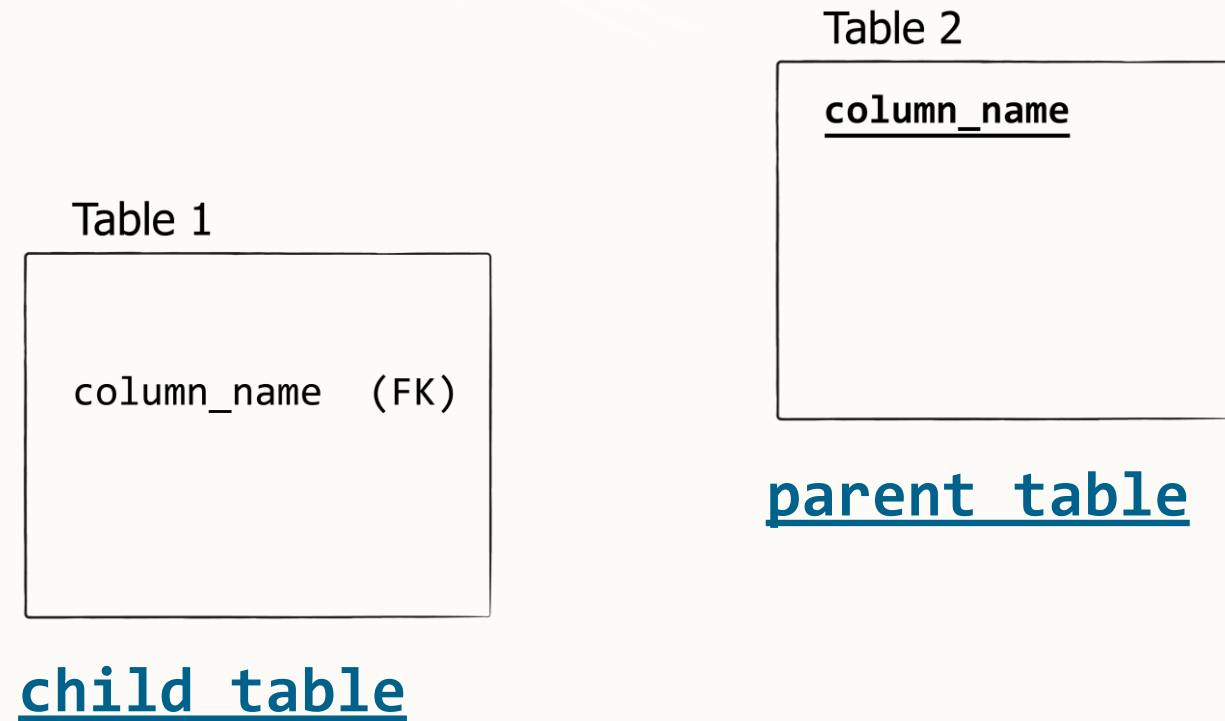 Table 2
column_name
Table 1
column_name (FK)
parent table
child table